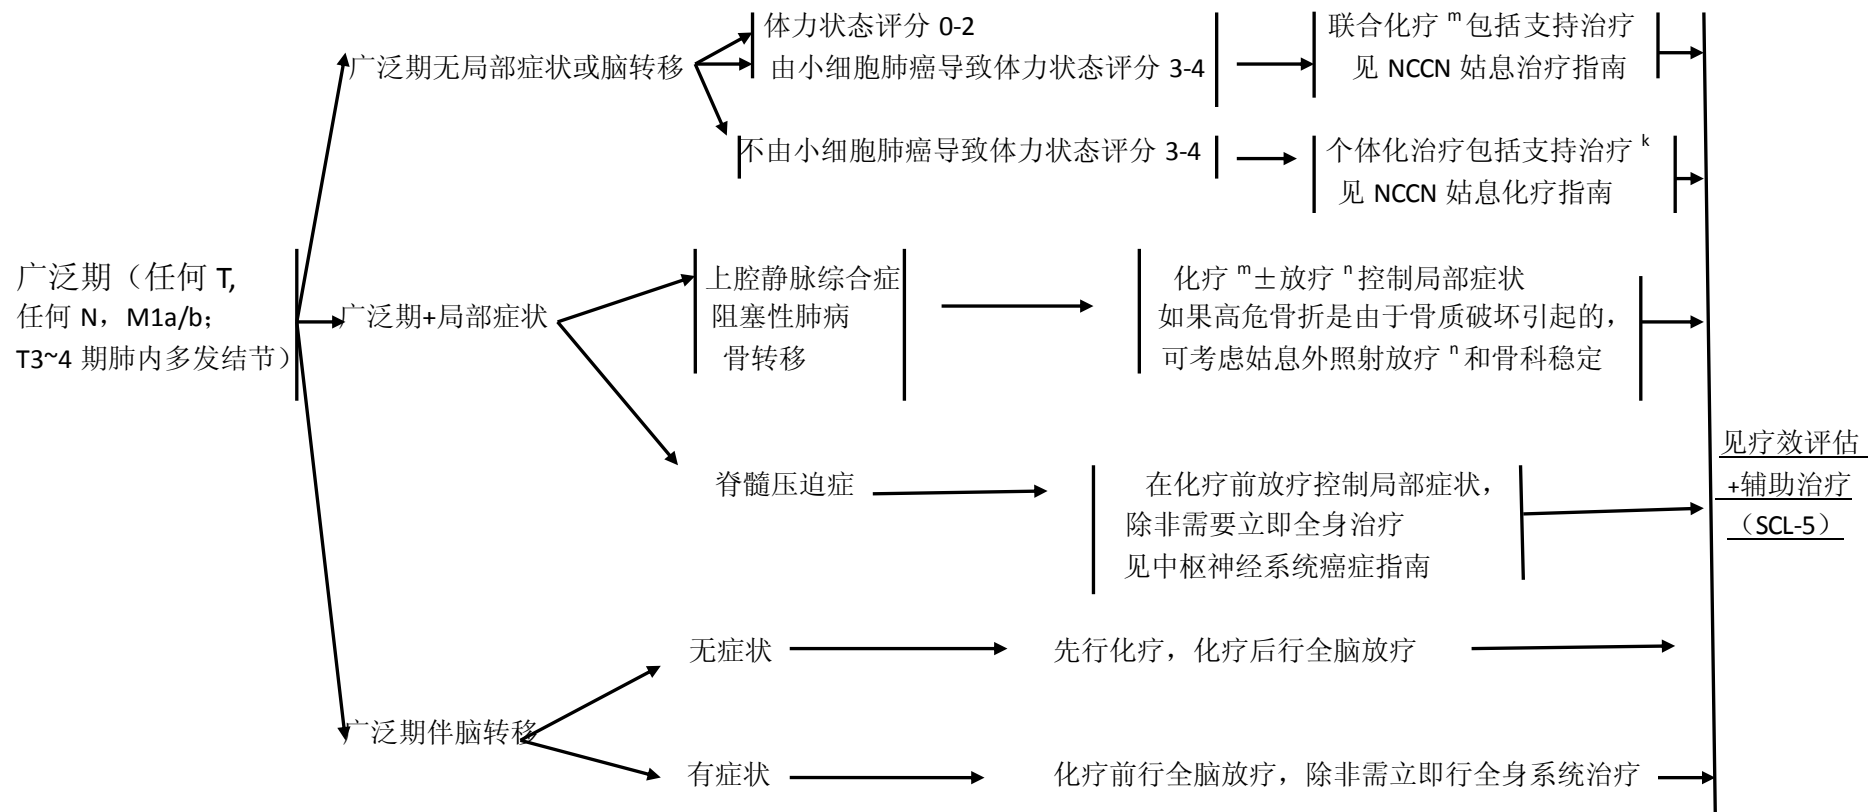 体力状态评分 0-2
广泛期无局部症状或脑转移
由小细胞肺癌导致体力状态评分 3-4
联合化疗 m 包括支持治疗
见 NCCN 姑息治疗指南
不由小细胞肺癌导致体力状态评分 3-4
个体化治疗包括支持治疗 k
见 NCCN 姑息化疗指南
广泛期（任何 T,
任何 N，M1a/b；
T3~4 期肺内多发结节）
广泛期+局部症状
上腔静脉综合症
阻塞性肺病
骨转移
化疗 m±放疗 n 控制局部症状
如果高危骨折是由于骨质破坏引起的，
可考虑姑息外照射放疗 n 和骨科稳定
脊髓压迫症
在化疗前放疗控制局部症状，
除非需要立即全身治疗
见中枢神经系统癌症指南
见疗效评估
+辅助治疗
（SCL-5）
广泛期伴脑转移
无症状
先行化疗，化疗后行全脑放疗
有症状
化疗前行全脑放疗，除非需立即行全身系统治疗